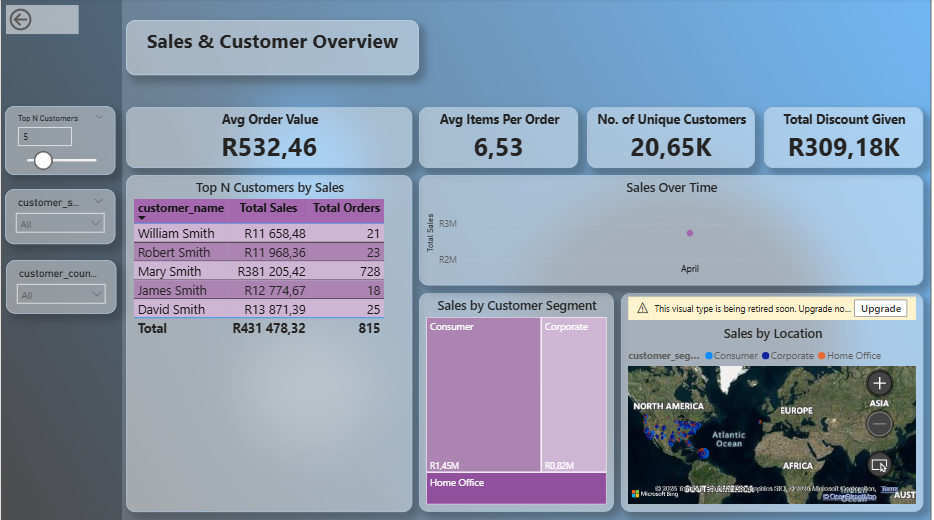 Sales & Customer Overview
Top N Customers
5
customer_s...
All
customer_coun...
All
Avg Order Value
R532,46
Avg Items Per Order
6,53
No. of Unique Customers
20,65K
Total Discount Given
R309,18K
Top N Customers by Sales
customer_name Total Sales Total Orders
William Smith R11 658,48 21
Robert Smith R11 968,36 23
Mary Smith R381 205,42 728
James Smith R12 774,67 18
David Smith R13 871,39 25
Total R431 478,32 815
Sales Over Time
Total Sales
R3M
R2M
April
Sales by Customer Segment
Consumer
Corporate
R1,45M
R0,82M
Home Office
This visual type is being retired soon. Upgrade no... Upgrade
Sales by Location
customer_seg... Consumer Corporate Home Office
NORTH AMERICA
EUROPE
ASIA
Atlantic
Ocean
AFRICA
SOUTH AMERICA
AUST
Microsoft Bing
Microsoft Corporation,
Terms
© OpenStreetMap